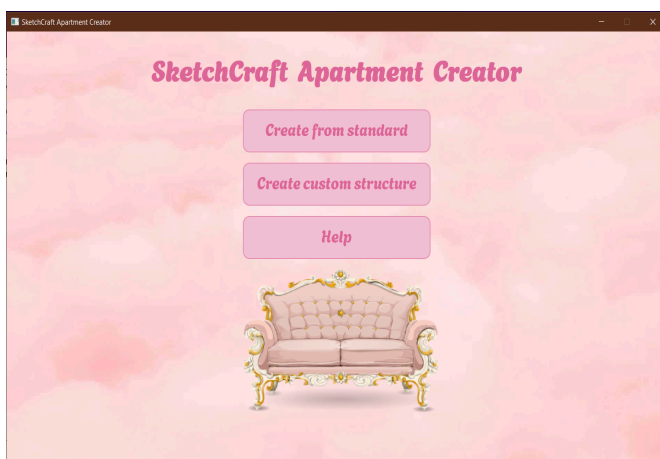 SketchCraft Apartment Creator
SketchCraft Apartment Creator
Create from standard
Create custom structure
Help